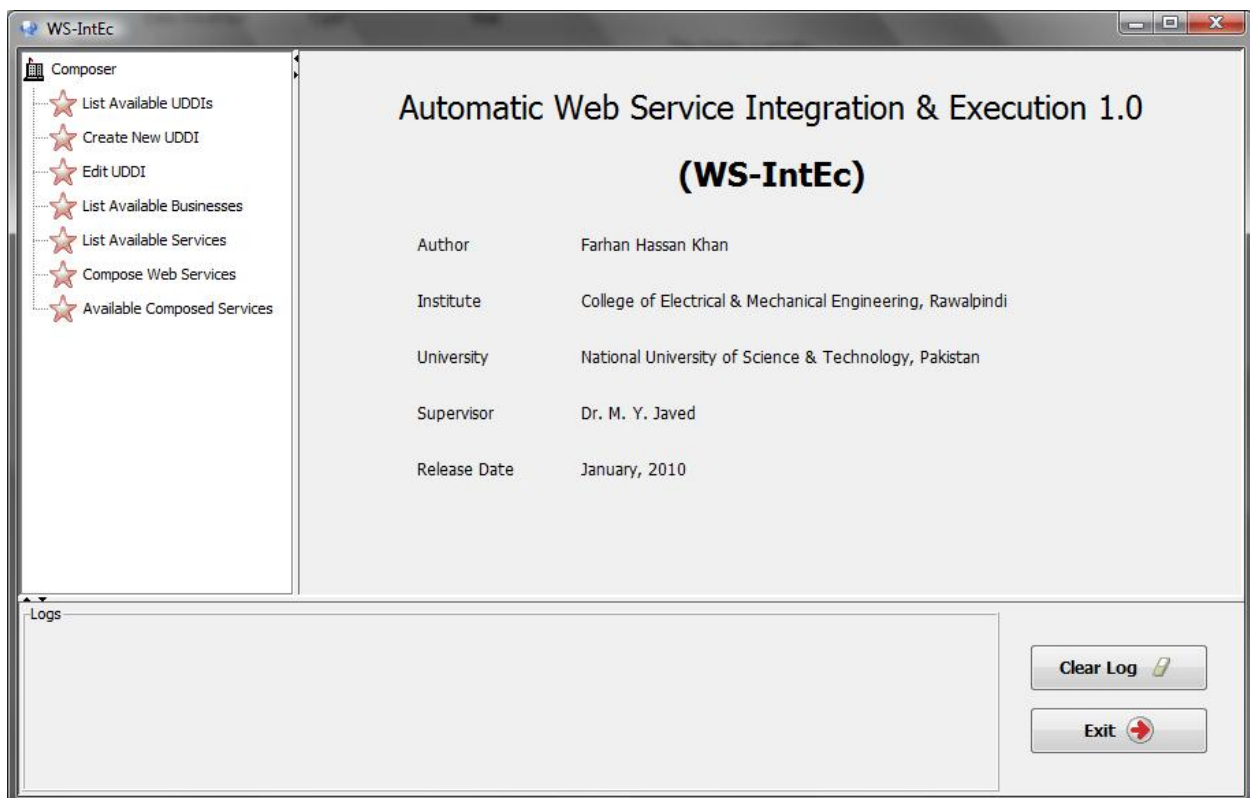 WS-IntEc
Composer
List Available UDDIs
Create New UDDI
Edit UDDI
List Available Businesses
List Available Services
Compose Web Services
Available Composed Services
Automatic Web Service Integration & Execution 1.0
(WS-IntEc)
Author Farhan Hassan Khan
Institute College of Electrical & Mechanical Engineering, Rawalpindi
University National University of Science & Technology, Pakistan
Supervisor Dr. M. Y. Javed
Release Date January, 2010
Logs
Clear Log
Exit